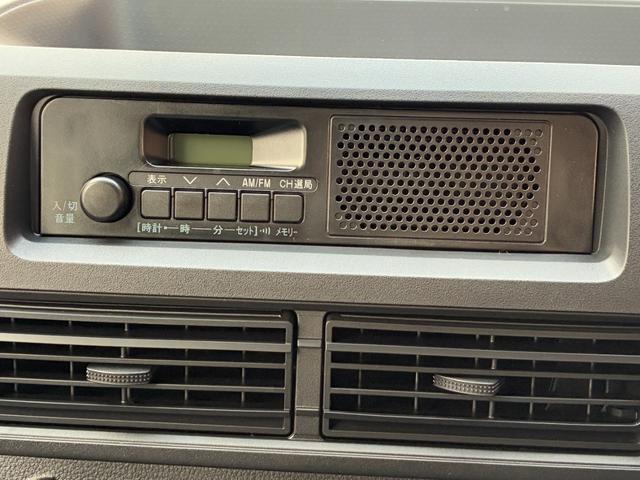 表示 ∨ ∧ AM/FM CH選局
入/切
音量
[時計 時 分 セット] メモリー